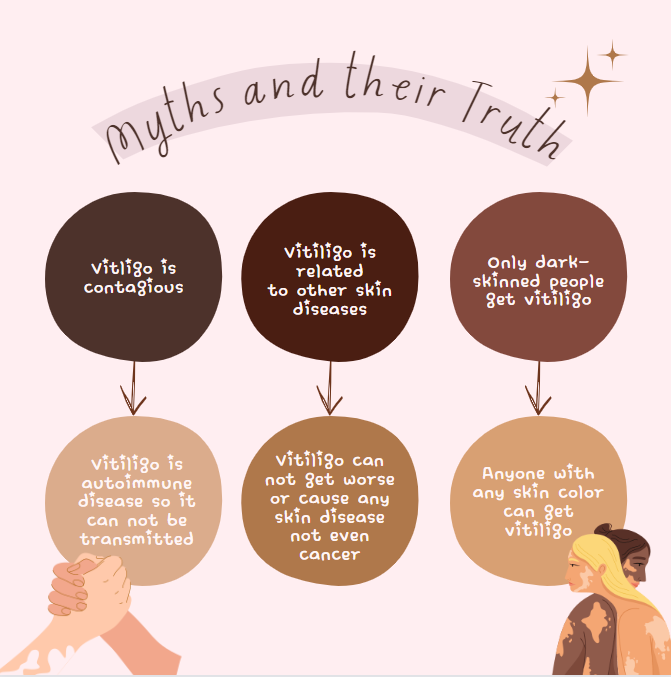 Myths and their Truth
Vitligo is
contagious
Vitiligo is
related
to other skin
diseases
Only dark-
skinned people
get vitiligo
Vitiligo is
autoimmune
disease so it
can not be
transmitted
Vitiligo can
not get worse
or cause any
skin disease
not even
cancer
Anyone with
any skin color
can get
vitiligo